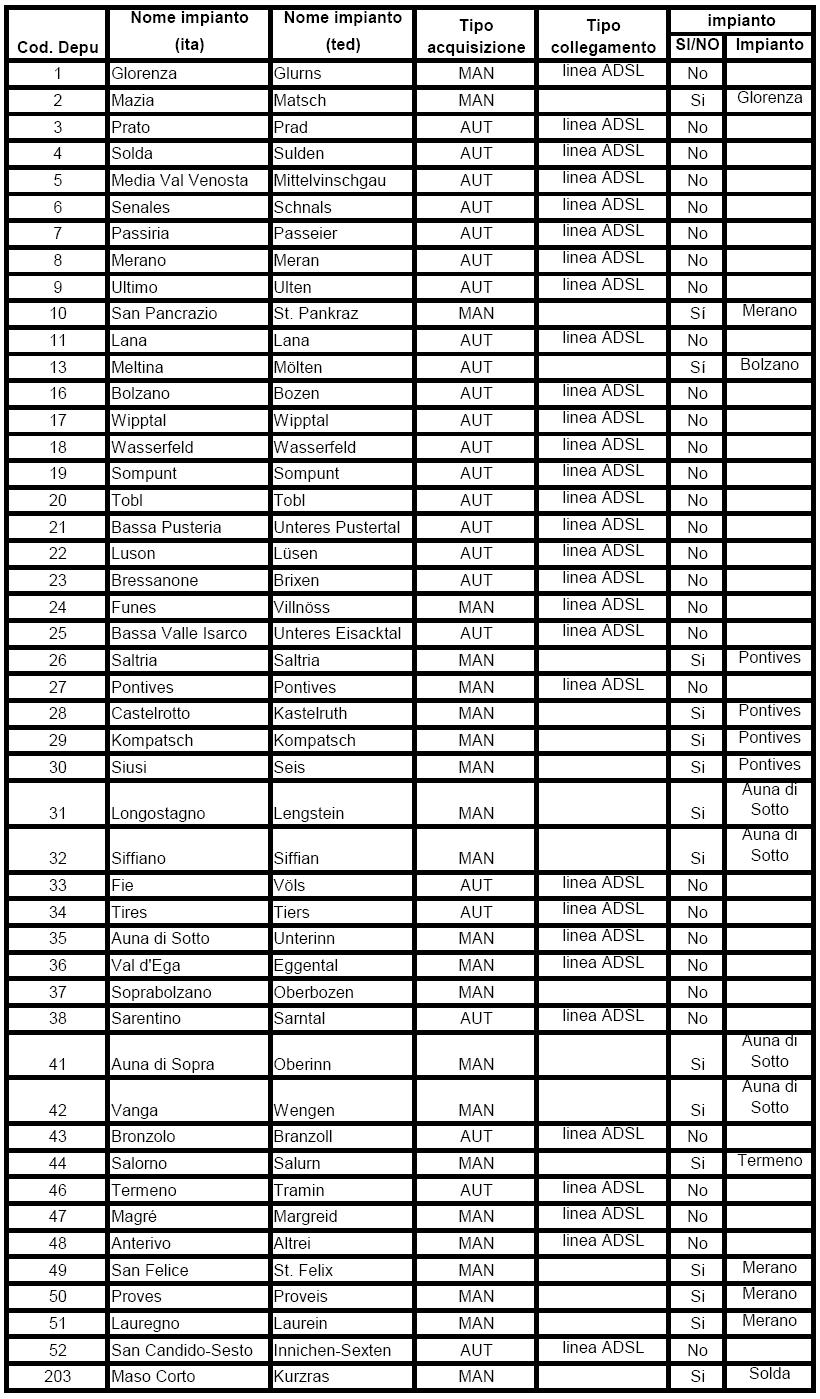 Cod. Depu Nome impianto (ita) Nome impianto (ted) Tipo acquisizione Tipo collegamento impianto SI/NO Impianto
1 Glorenza Glurns MAN linea ADSL No
2 Mazia Matsch MAN Si Glorenza
3 Prato Prad AUT linea ADSL No
4 Solda Sulden AUT linea ADSL No
5 Media Val Venosta Mittelvinschgau AUT linea ADSL No
6 Senales Schnals AUT linea ADSL No
7 Passiria Passeier AUT linea ADSL No
8 Merano Meran AUT linea ADSL No
9 Ultimo Ulten AUT linea ADSL No
10 San Pancrazio St. Pankraz MAN Sí Merano
11 Lana Lana AUT linea ADSL No
13 Meltina Mölten AUT Sí Bolzano
16 Bolzano Bozen AUT linea ADSL No
17 Wipptal Wipptal AUT linea ADSL No
18 Wasserfeld Wasserfeld AUT linea ADSL No
19 Sompunt Sompunt AUT linea ADSL No
20 Tobl Tobl AUT linea ADSL No
21 Bassa Pusteria Unteres Pustertal AUT linea ADSL No
22 Luson Lüsen AUT linea ADSL No
23 Bressanone Brixen AUT linea ADSL No
24 Funes Villnöss MAN linea ADSL No
25 Bassa Valle Isarco Unteres Eisacktal AUT linea ADSL No
26 Saltria Saltria MAN Si Pontives
27 Pontives Pontives MAN linea ADSL No
28 Castelrotto Kastelruth MAN Si Pontives
29 Kompatsch Kompatsch MAN Si Pontives
30 Siusi Seis MAN Si Pontives
31 Longostagno Lengstein MAN Si Auna di Sotto
32 Siffiano Siffian MAN Si Auna di Sotto
33 Fie Völs AUT linea ADSL No
34 Tires Tiers AUT linea ADSL No
35 Auna di Sotto Unterinn MAN linea ADSL No
36 Val d'Ega Eggental MAN linea ADSL No
37 Soprabolzano Oberbozen MAN No
38 Sarentino Sarntal AUT linea ADSL No
41 Auna di Sopra Oberinn MAN Si Auna di Sotto
42 Vanga Wengen MAN Si Auna di Sotto
43 Bronzolo Branzoll AUT linea ADSL No
44 Salorno Salurn MAN Si Termeno
46 Termeno Tramin AUT linea ADSL No
47 Magré Margreid MAN linea ADSL No
48 Anterivo Altrei MAN linea ADSL No
49 San Felice St. Felix MAN Si Merano
50 Proves Proveis MAN Si Merano
51 Lauregno Laurein MAN Si Merano
52 San Candido-Sesto Innichen-Sexten AUT linea ADSL No
203 Maso Corto Kurzras MAN Si Solda